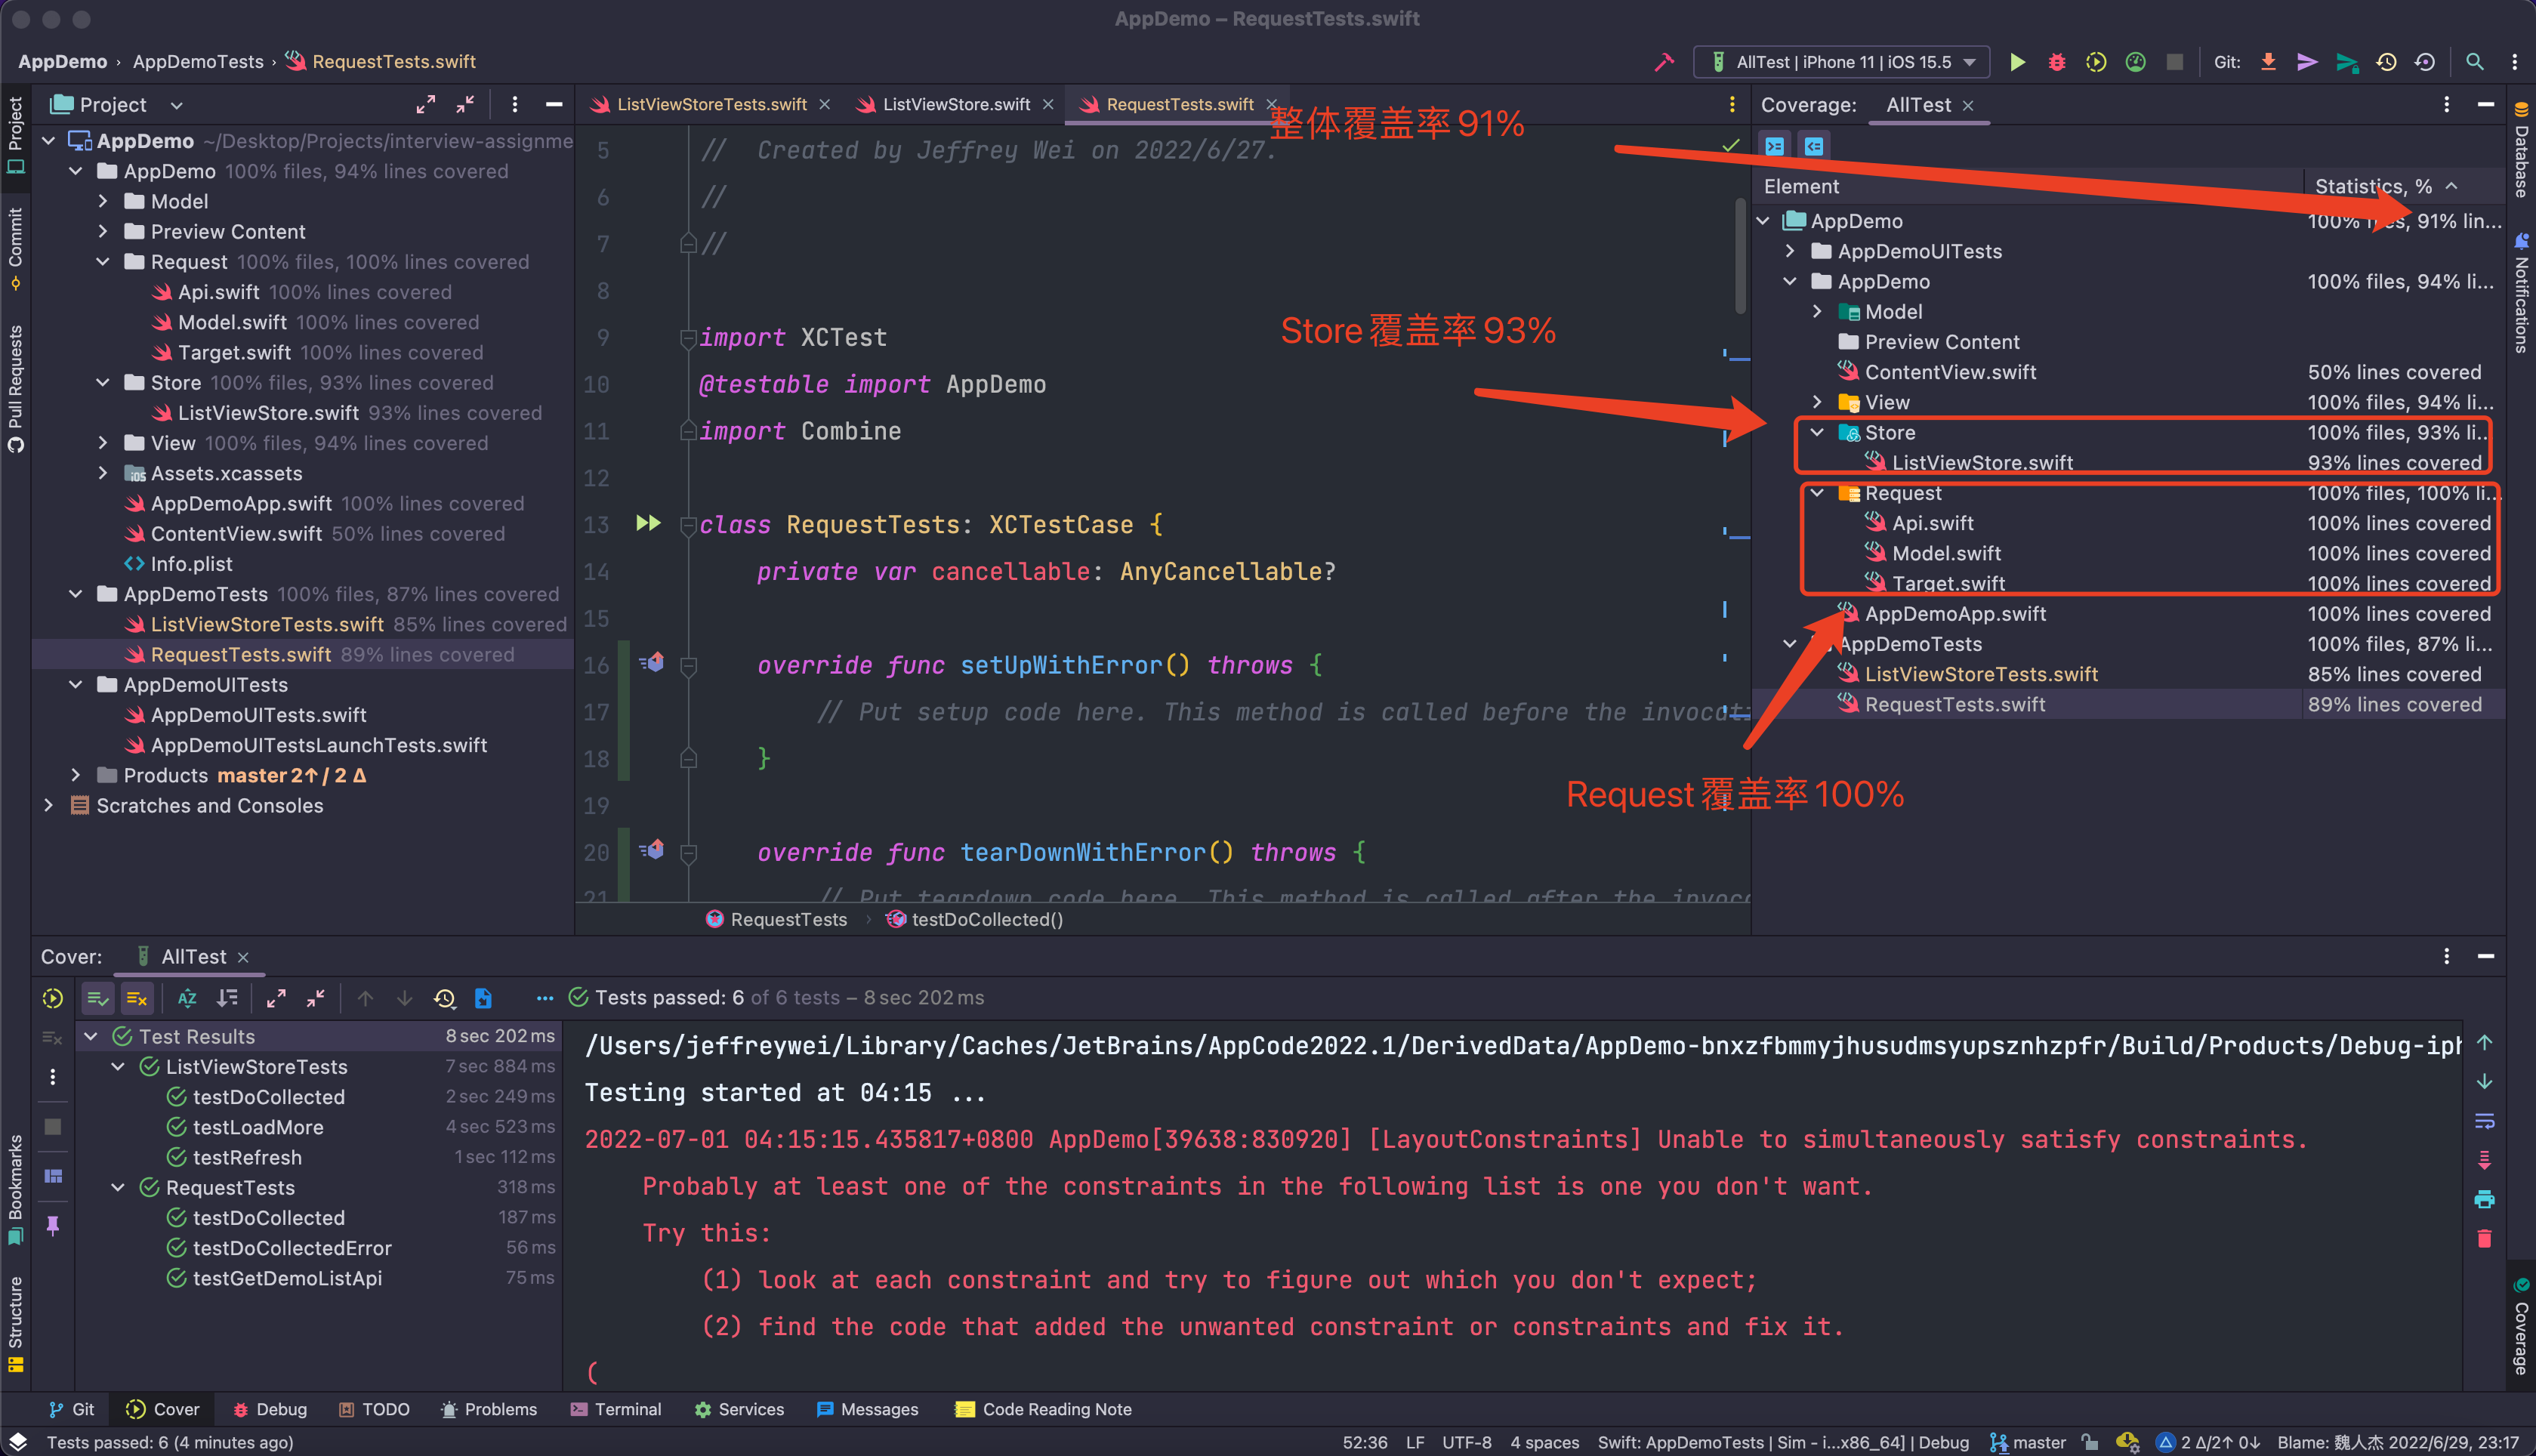 AppDemo – RequestTests.swift
AppDemo › AppDemoTests › RequestTests.swift
AllTest | iPhone 11 | iOS 15.5
Git:
Project
Commit
Pull Requests
Bookmarks
Structure
Project
AppDemo ~/Desktop/Projects/interview-assignme
AppDemo 100% files, 94% lines covered
Model
Preview Content
Request 100% files, 100% lines covered
Api.swift 100% lines covered
Model.swift 100% lines covered
Target.swift 100% lines covered
Store 100% files, 93% lines covered
ListViewStore.swift 93% lines covered
View 100% files, 94% lines covered
Assets.xcassets
AppDemoApp.swift 100% lines covered
ContentView.swift 50% lines covered
Info.plist
AppDemoTests 100% files, 87% lines covered
ListViewStoreTests.swift 85% lines covered
RequestTests.swift 89% lines covered
AppDemoUITests
AppDemoUITests.swift
AppDemoUITestsLaunchTests.swift
Products master 2↑ / 2 Δ
Scratches and Consoles
ListViewStoreTests.swift
ListViewStore.swift
RequestTests.swift
整体覆盖率 91%
5 //  Created by Jeffrey Wei on 2022/6/27.
6 //
7 //
8
9 import XCTest
10 @testable import AppDemo
11 import Combine
12
13 class RequestTests: XCTestCase {
14 private var cancellable: AnyCancellable?
15
16 override func setUpWithError() throws {
17 // Put setup code here. This method is called before the invocati
18 }
19
20 override func tearDownWithError() throws {
21 // Put teardown code here. This method is called after the invoc
Store 覆盖率 93%
Request 覆盖率 100%
RequestTests › testDoCollected()
Coverage: AllTest
Element Statistics, %
AppDemo 100% files, 91% lin...
AppDemoUITests
AppDemo 100% files, 94% li...
Model
Preview Content
ContentView.swift 50% lines covered
View 100% files, 94% li...
Store 100% files, 93% li...
ListViewStore.swift 93% lines covered
Request 100% files, 100% li...
Api.swift 100% lines covered
Model.swift 100% lines covered
Target.swift 100% lines covered
AppDemoApp.swift 100% lines covered
AppDemoTests 100% files, 87% li...
ListViewStoreTests.swift 85% lines covered
RequestTests.swift 89% lines covered
Database
Notifications
Coverage
Cover: AllTest
Tests passed: 6 of 6 tests – 8 sec 202 ms
Test Results 8 sec 202 ms
ListViewStoreTests 7 sec 884 ms
testDoCollected 2 sec 249 ms
testLoadMore 4 sec 523 ms
testRefresh 1 sec 112 ms
RequestTests 318 ms
testDoCollected 187 ms
testDoCollectedError 56 ms
testGetDemoListApi 75 ms
/Users/jeffreywei/Library/Caches/JetBrains/AppCode2022.1/DerivedData/AppDemo-bnxzfbmmyjhusudmsyupsznhzpfr/Build/Products/Debug-iph
Testing started at 04:15 ...
2022-07-01 04:15:15.435817+0800 AppDemo[39638:830920] [LayoutConstraints] Unable to simultaneously satisfy constraints.
Probably at least one of the constraints in the following list is one you don't want.
Try this:
(1) look at each constraint and try to figure out which you don't expect;
(2) find the code that added the unwanted constraint or constraints and fix it.
(
Git Cover Debug TODO Problems Terminal Services Messages Code Reading Note
Tests passed: 6 (4 minutes ago) 52:36 LF UTF-8 4 spaces Swift: AppDemoTests | Sim - i...x86_64] | Debug master 2 Δ/2↑ 0↓ Blame: 魏人杰 2022/6/29, 23:17